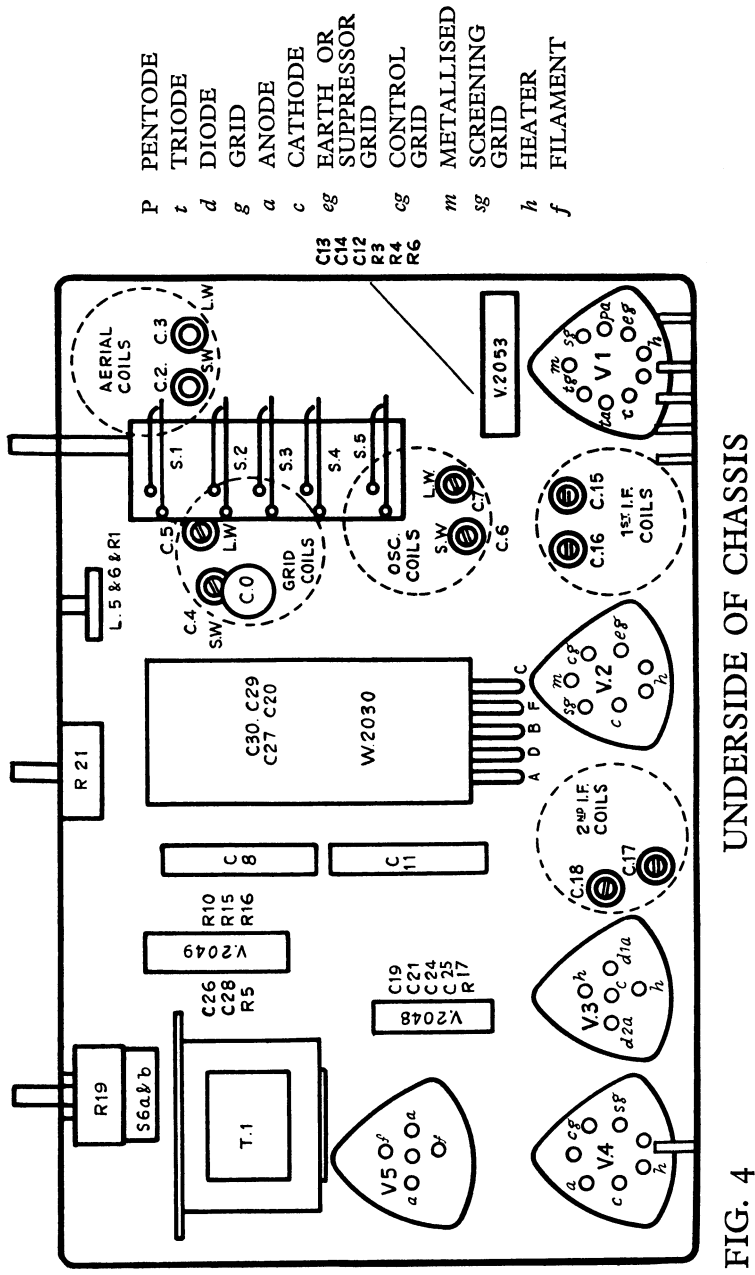 P PENTODE
t TRIODE
d DIODE
g GRID
a ANODE
c CATHODE
eg EARTH OR
SUPPRESSOR
GRID
cg CONTROL
GRID
m METALLISED
sg SCREENING
GRID
h HEATER
f FILAMENT
R19
S6a&b
R 21
L.5 & 6 & R1
AERIAL
COILS
C.2.
C.3
S.W
L.W
T.1
C26
C28
R5
V.2049
R10
R15
R16
C
8
C
11
C30. C29
C27 C20
W.2030
A D B F C
C.4
S.W
C.5
L.W
C.O
GRID
COILS
S.1
S.2
S.3
S.4
S.5
OSC.
COILS
S.W
C.6
L.W
C.7
C13
C14
C12
R3
R4
R6
V.2053
V.2048
C19
C21
C24
C 25
R 17
V5
a
f
a
f
V.4
a
cg
sg
c
h
V.3
h
d2a
c
d1a
h
2ND I.F.
COILS
C.18
C.17
V.2
sg
m
cg
eg
c
h
1ST I.F.
COILS
C.16
C.15
V1
ta
tg
m
sg
pa
eg
c
h
FIG. 4
UNDERSIDE OF CHASSIS